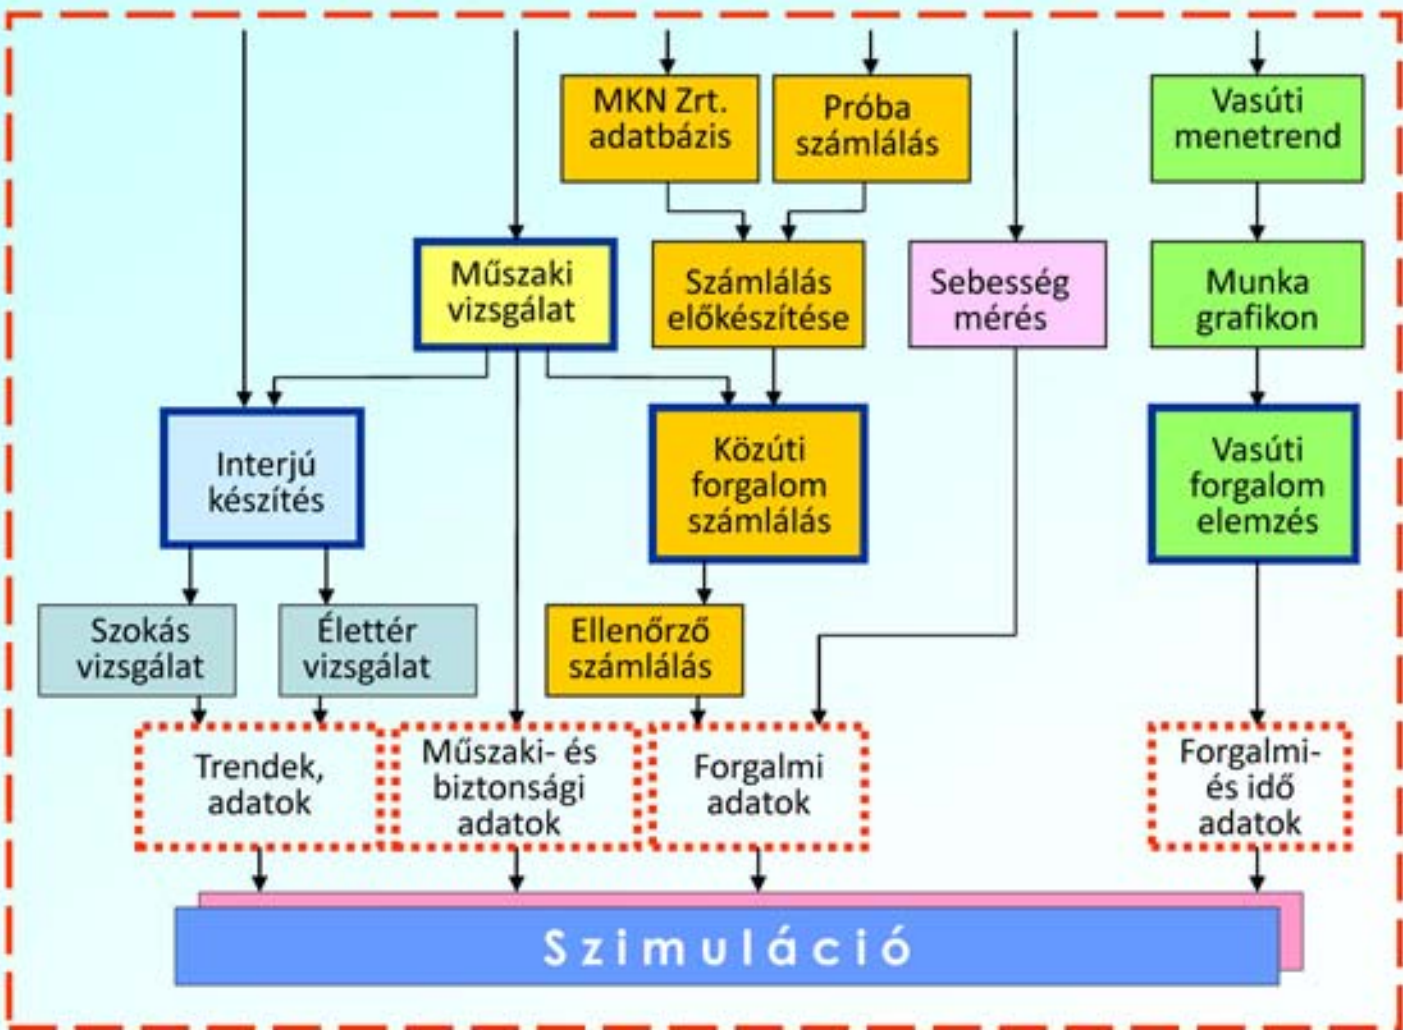 MKN Zrt.
adatbázis
Próba
számlálás
Vasúti
menetrend
Műszaki
vizsgálat
Számlálás
előkészítése
Sebesség
mérés
Munka
grafikon
Interjú
készítés
Közúti
forgalom
számlálás
Vasúti
forgalom
elemzés
Szokás
vizsgálat
Élettér
vizsgálat
Ellenőrző
számlálás
Trendek,
adatok
Műszaki- és
biztonsági
adatok
Forgalmi
adatok
Forgalmi-
és idő
adatok
Szimuláció